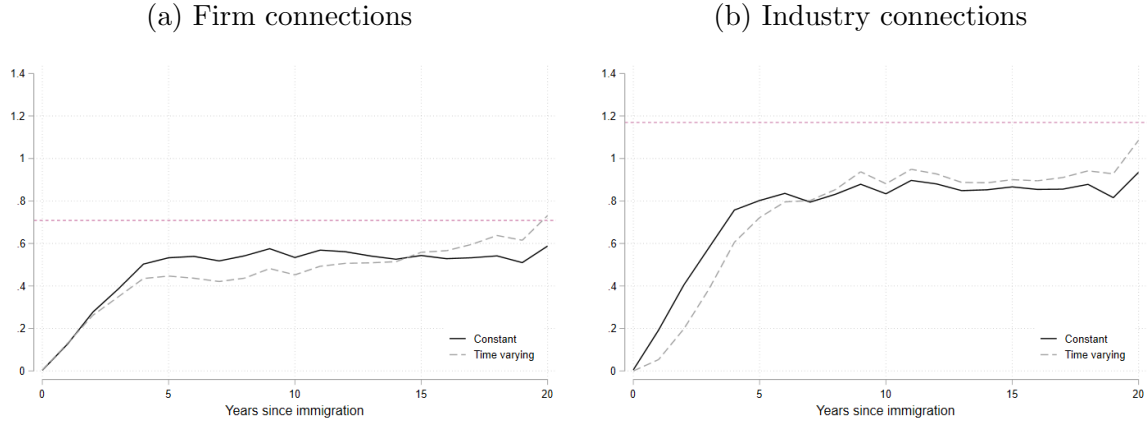 (a) Firm connections
1.4
1.2
1
.8
.6
.4
.2
0
Constant
Time varying
0 5 10 15 20
Years since immigration
(b) Industry connections
1.4
1.2
1
.8
.6
.4
.2
0
Constant
Time varying
0 5 10 15 20
Years since immigration